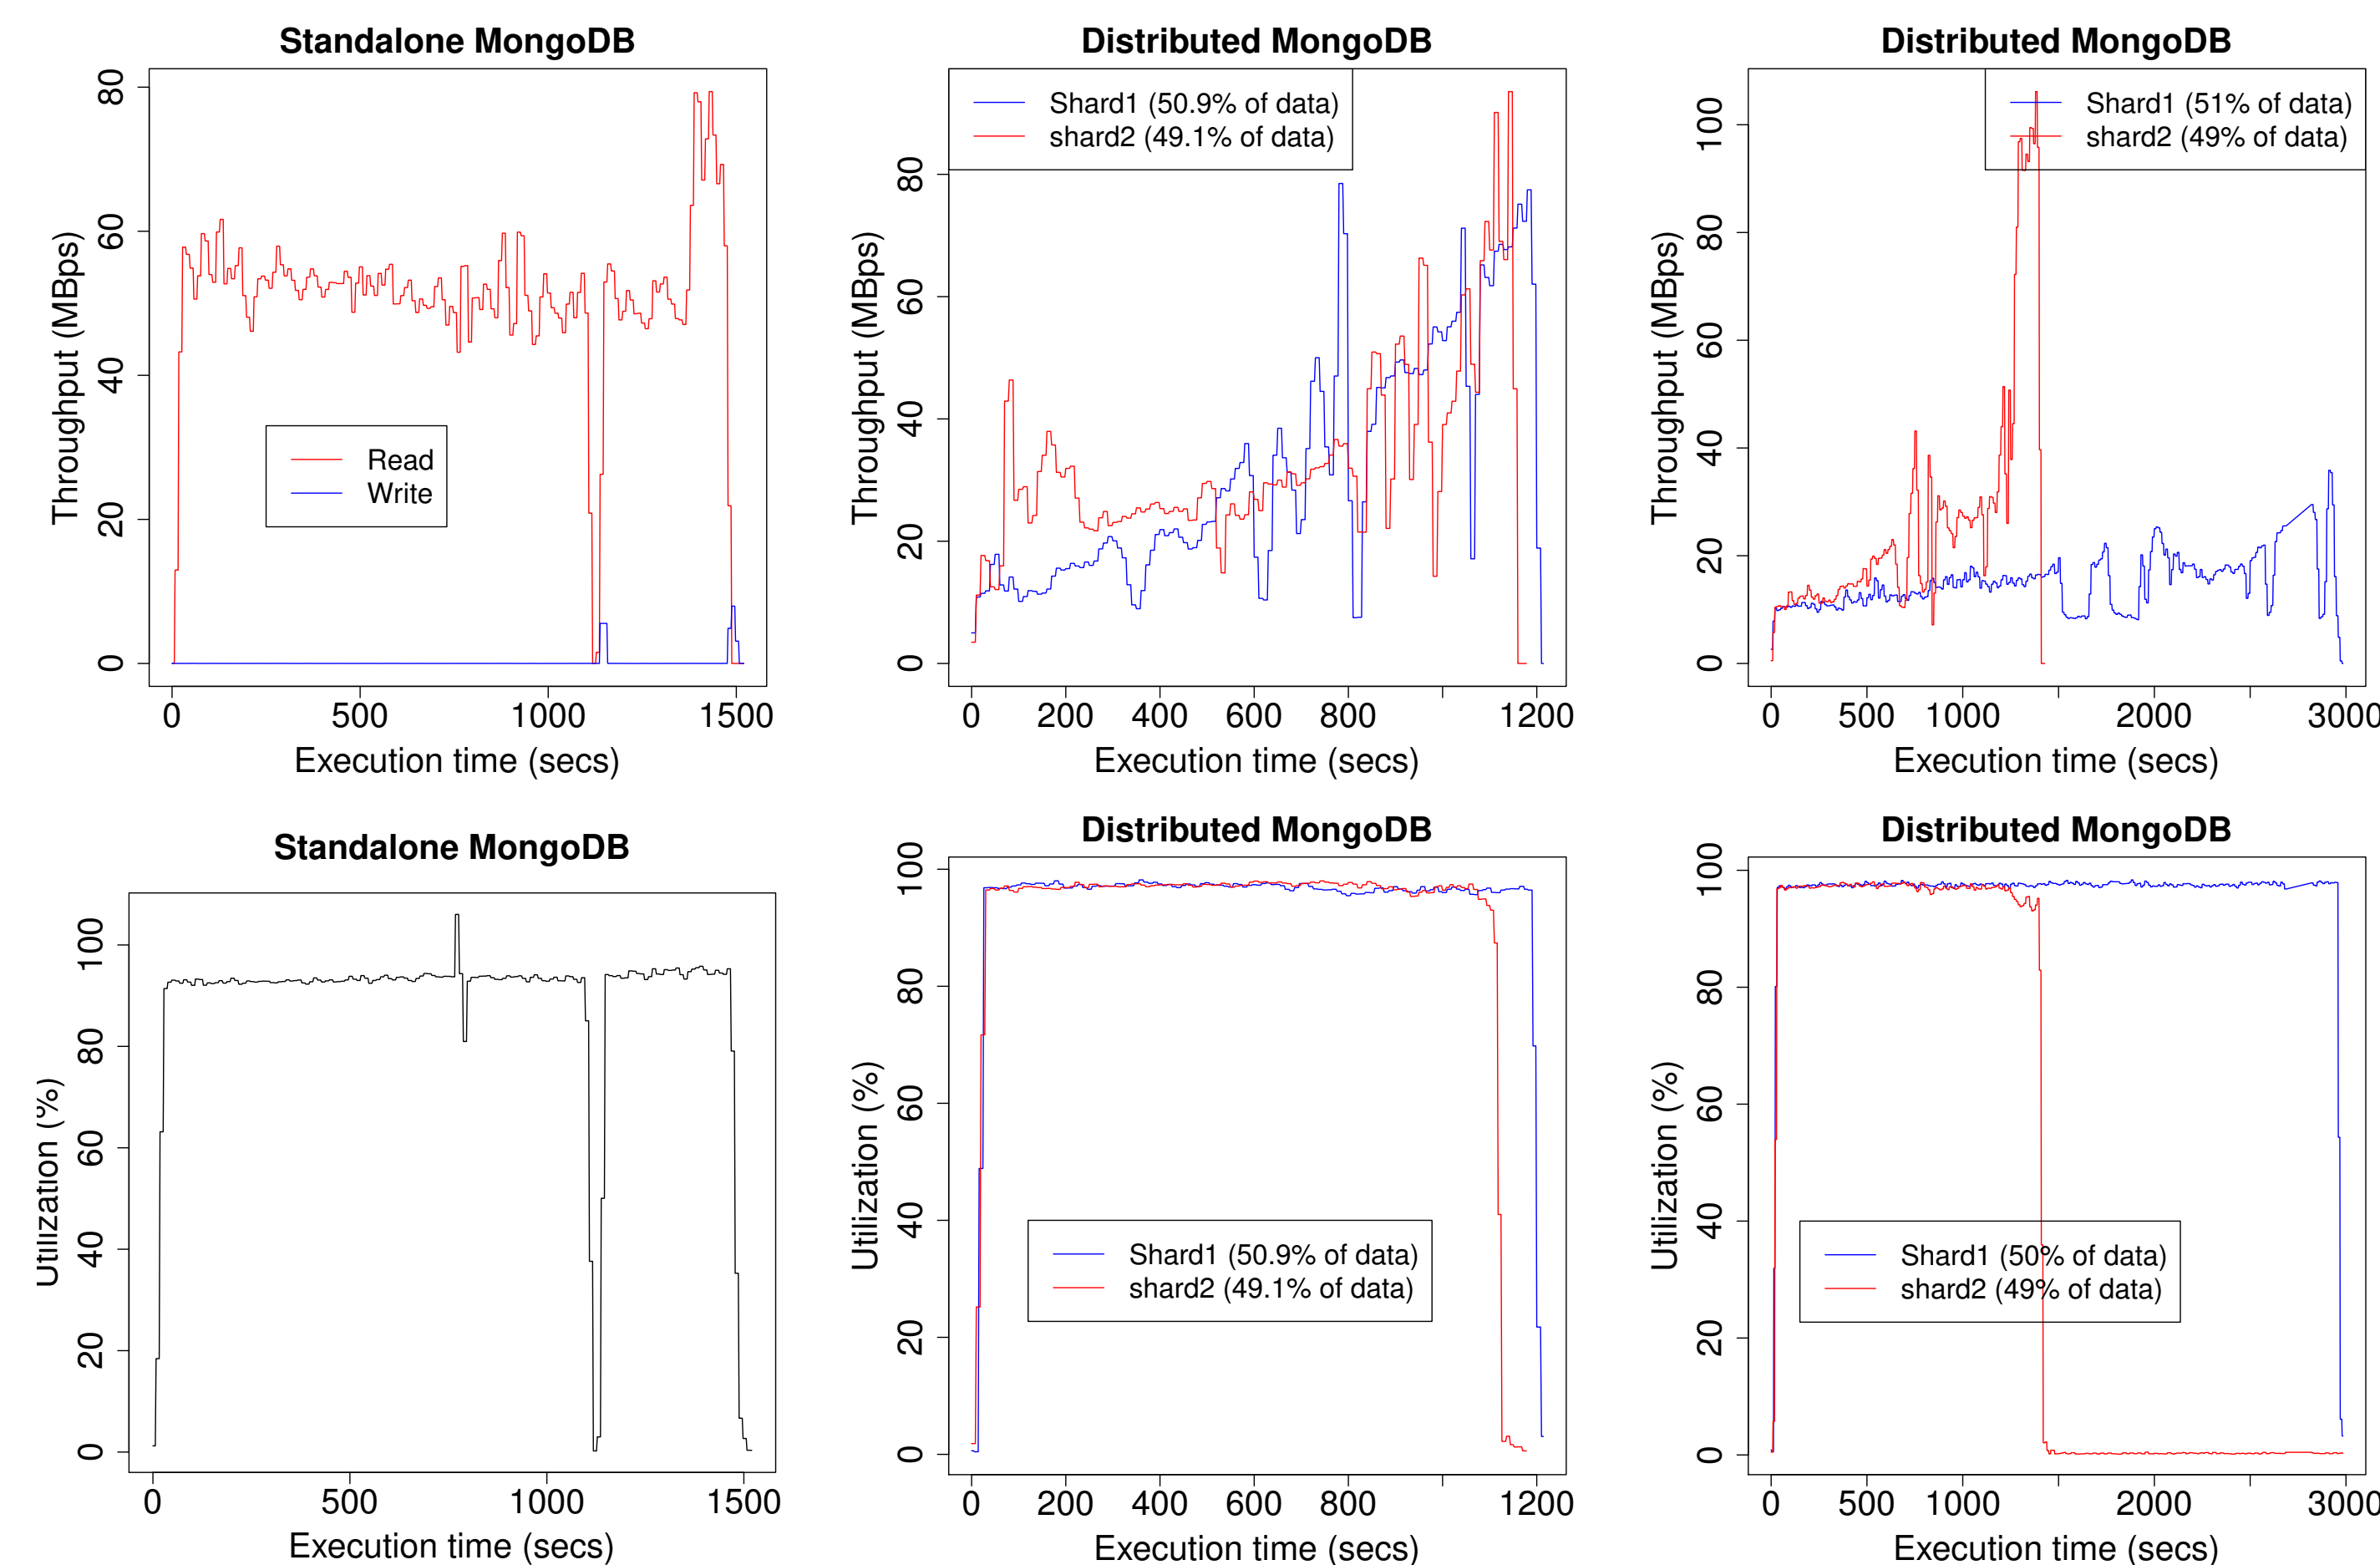 Standalone MongoDB
80
60
40
20
0
Throughput (MBps)
Read
Write
0 500 1000 1500
Execution time (secs)
Distributed MongoDB
Shard1 (50.9% of data)
shard2 (49.1% of data)
80
60
40
20
0
Throughput (MBps)
0 200 400 600 800 1200
Execution time (secs)
Distributed MongoDB
Shard1 (51% of data)
shard2 (49% of data)
100
80
60
40
20
0
Throughput (MBps)
0 500 1000 2000 3000
Execution time (secs)
Standalone MongoDB
100
80
60
40
20
0
Utilization (%)
0 500 1000 1500
Execution time (secs)
Distributed MongoDB
100
80
60
40
20
0
Utilization (%)
Shard1 (50.9% of data)
shard2 (49.1% of data)
0 200 400 600 800 1200
Execution time (secs)
Distributed MongoDB
100
80
60
40
20
0
Utilization (%)
Shard1 (50% of data)
shard2 (49% of data)
0 500 1000 2000 3000
Execution time (secs)